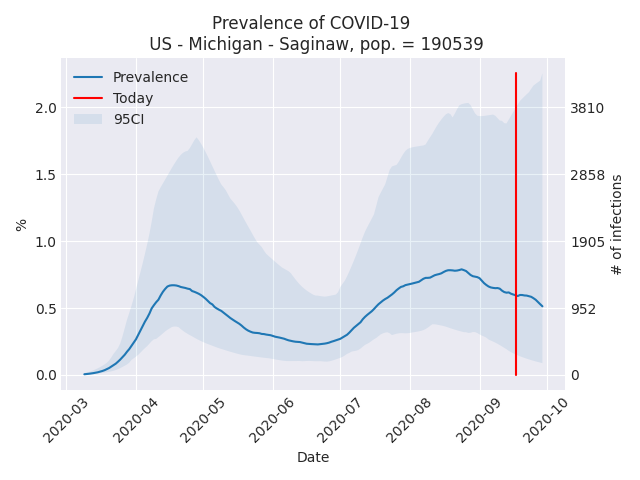 Prevalence of COVID-19
US - Michigan - Saginaw, pop. = 190539
Prevalence
Today
95CI
%
2.0
1.5
1.0
0.5
0.0
3810
2858
1905
952
0
# of infections
2020-03
2020-04
2020-05
2020-06
2020-07
2020-08
2020-09
2020-10
Date